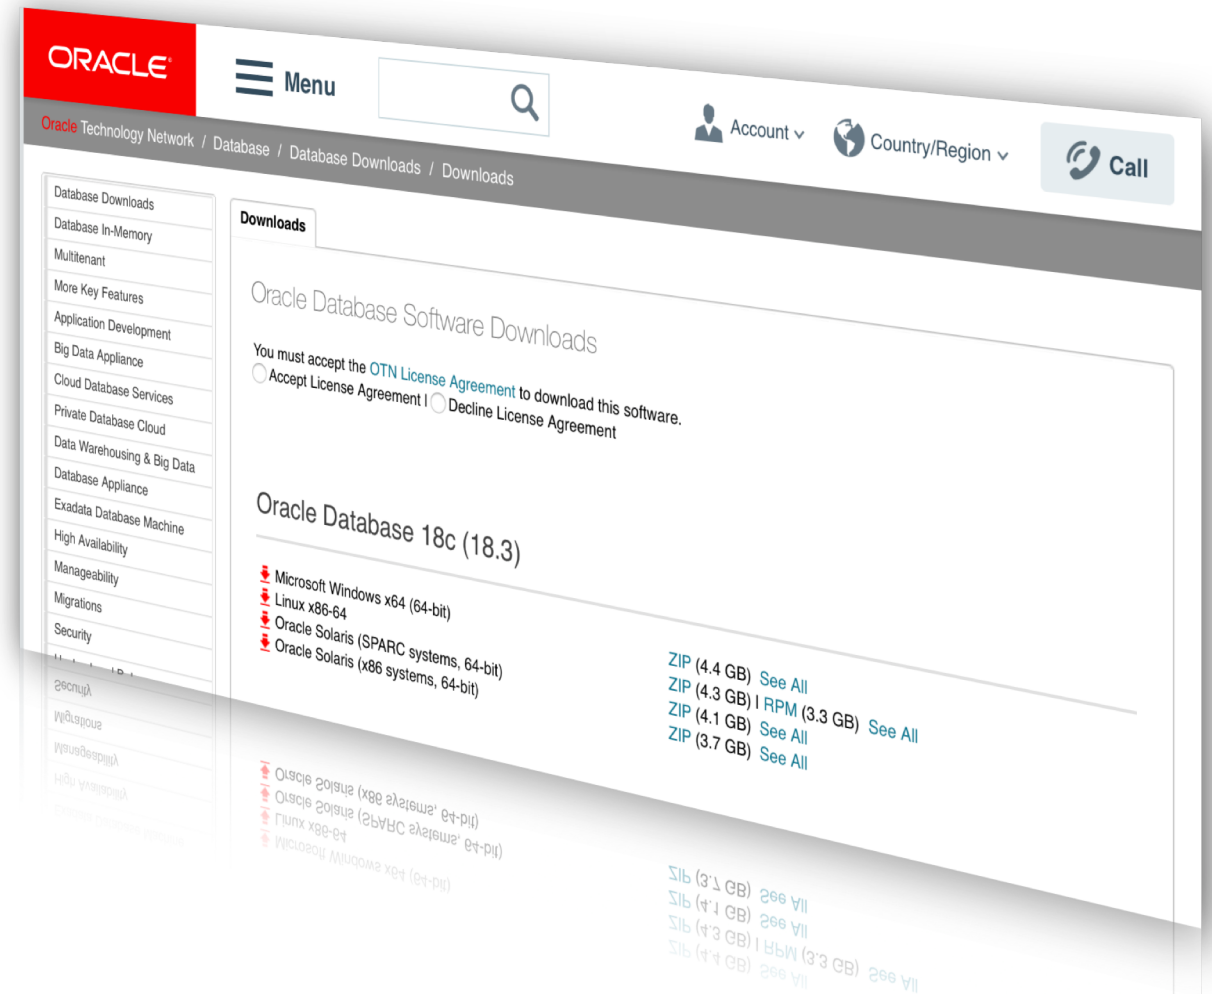 ORACLE
Menu
Account
Country/Region
Call
Oracle Technology Network / Database / Database Downloads / Downloads
Database Downloads
Database In-Memory
Multitenant
More Key Features
Application Development
Big Data Appliance
Cloud Database Services
Private Database Cloud
Data Warehousing & Big Data
Database Appliance
Exadata Database Machine
High Availability
Manageability
Migrations
Security
Downloads
Oracle Database Software Downloads
You must accept the OTN License Agreement to download this software.
Accept License Agreement | Decline License Agreement
Oracle Database 18c (18.3)
Microsoft Windows x64 (64-bit)
ZIP (4.4 GB) See All
Linux x86-64
ZIP (4.3 GB) | RPM (3.3 GB) See All
Oracle Solaris (SPARC systems, 64-bit)
ZIP (4.1 GB) See All
Oracle Solaris (x86 systems, 64-bit)
ZIP (3.7 GB) See All